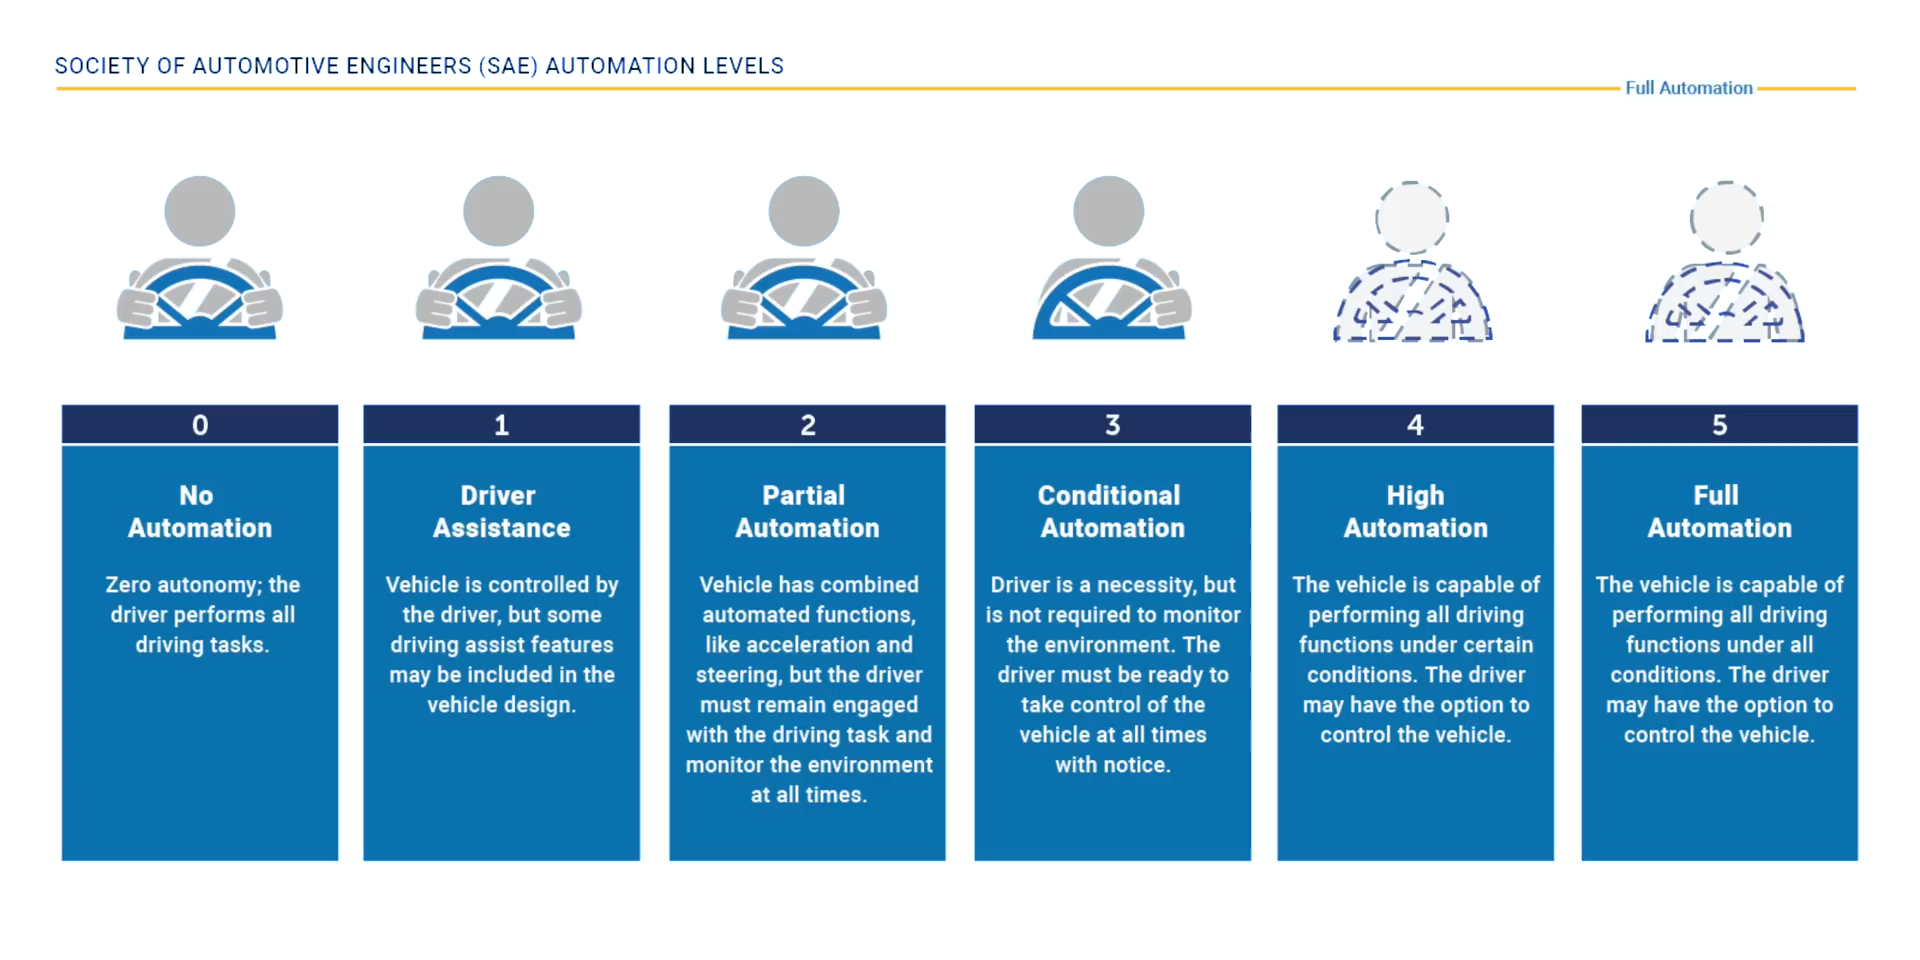 SOCIETY OF AUTOMOTIVE ENGINEERS (SAE) AUTOMATION LEVELS
Full Automation
0
No
Automation
Zero autonomy; the
driver performs all
driving tasks.
1
Driver
Assistance
Vehicle is controlled by
the driver, but some
driving assist features
may be included in the
vehicle design.
2
Partial
Automation
Vehicle has combined
automated functions,
like acceleration and
steering, but the driver
must remain engaged
with the driving task and
monitor the environment
at all times.
3
Conditional
Automation
Driver is a necessity, but
is not required to monitor
the environment. The
driver must be ready to
take control of the
vehicle at all times
with notice.
4
High
Automation
The vehicle is capable of
performing all driving
functions under certain
conditions. The driver
may have the option to
control the vehicle.
5
Full
Automation
The vehicle is capable of
performing all driving
functions under all
conditions. The driver
may have the option to
control the vehicle.